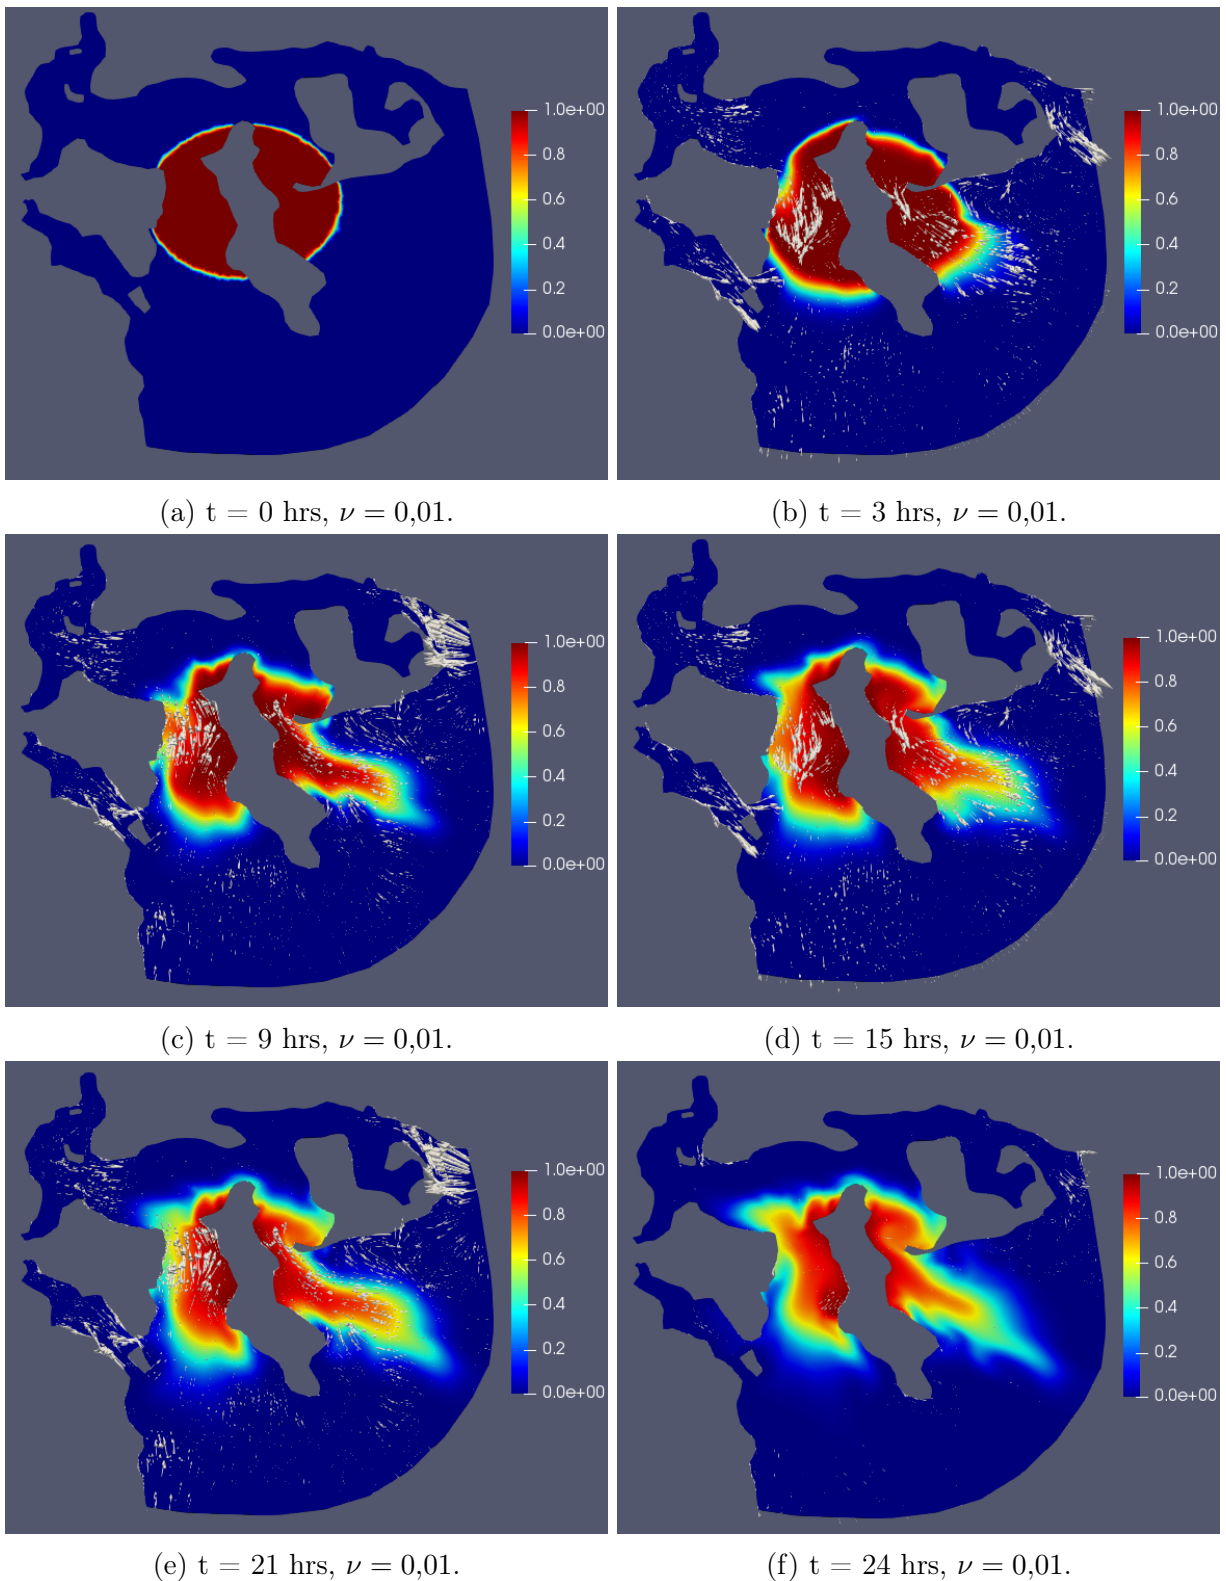 1.0e+00
0.8
0.6
0.4
0.2
0.0e+00
1.0e+00
0.8
0.6
0.4
0.2
0.0e+00
(a) t = 0 hrs, ν = 0,01.
(b) t = 3 hrs, ν = 0,01.
1.0e+00
0.8
0.6
0.4
0.2
0.0e+00
1.0e+00
0.8
0.6
0.4
0.2
0.0e+00
(c) t = 9 hrs, ν = 0,01.
(d) t = 15 hrs, ν = 0,01.
1.0e+00
0.8
0.6
0.4
0.2
0.0e+00
1.0e+00
0.8
0.6
0.4
0.2
0.0e+00
(e) t = 21 hrs, ν = 0,01.
(f) t = 24 hrs, ν = 0,01.